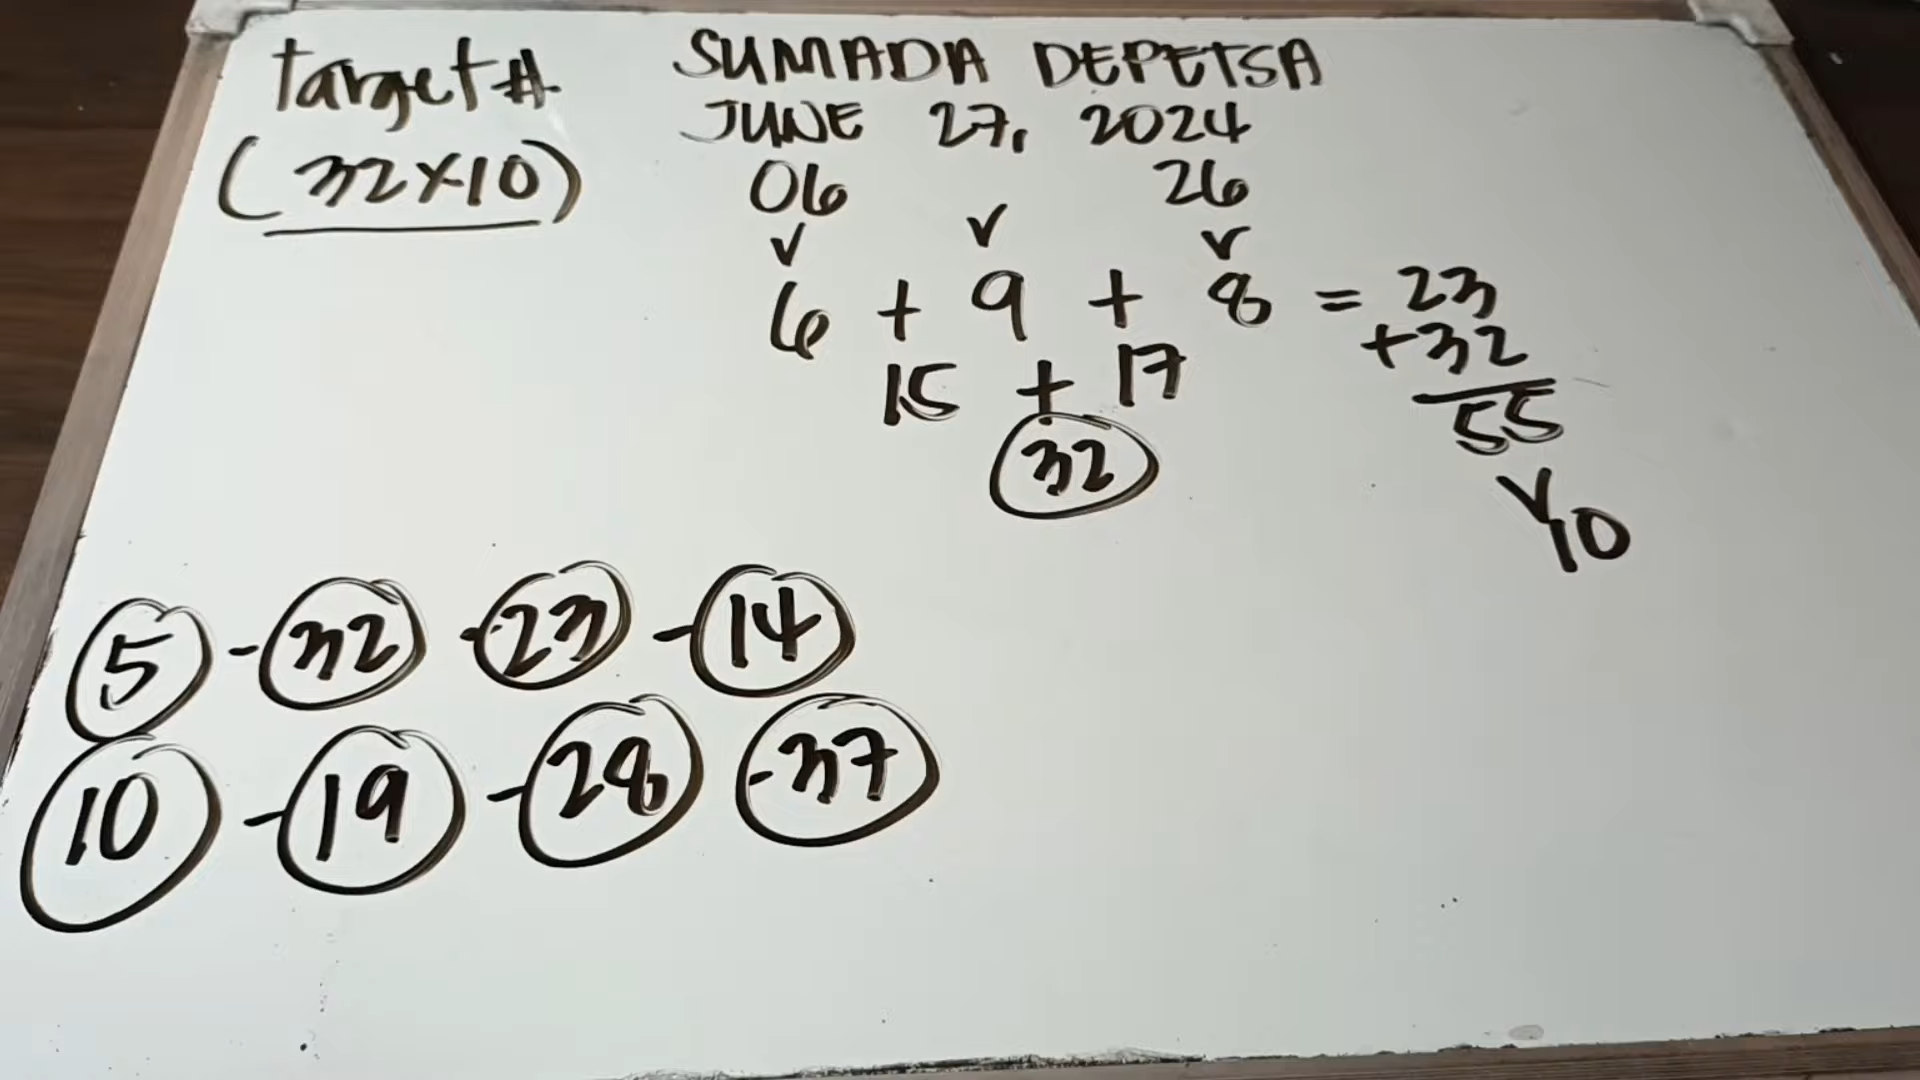 Target #
(32x10)
SUMADA DEPETSA
JUNE 27, 2024
06 26
v v v
6 + 9 + 8 = 23
+32
15 + 17
55
32
v
10
5 - 32 - 23 - 14
10 - 19 - 28 - 37